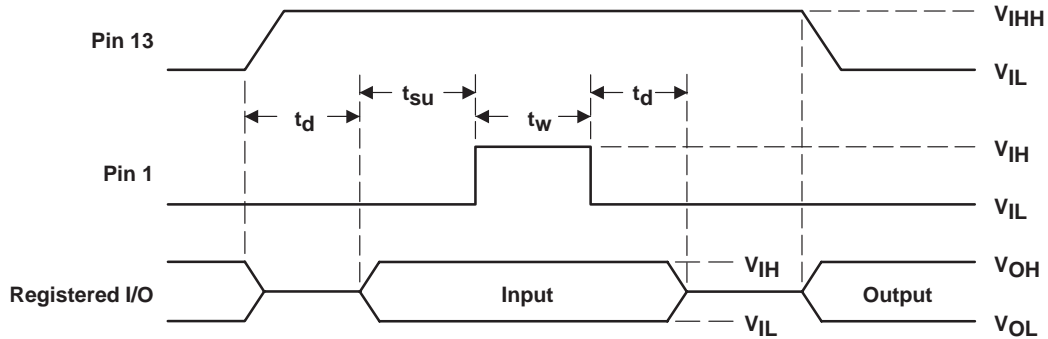 Pin 13
VIHH
VIL
td
tsu
tw
td
Pin 1
VIH
VIL
Registered I/O
Input
VIH
VIL
Output
VOH
VOL